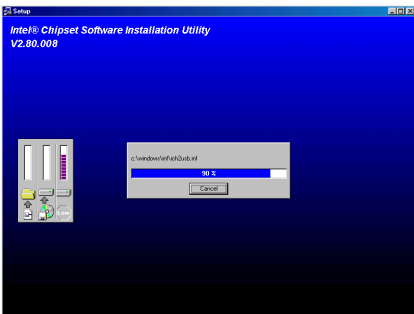 Setup
Intel® Chipset Software Installation Utility
V2.80.008
c:\windows\inf\ich2usb.inf
90 %
Cancel